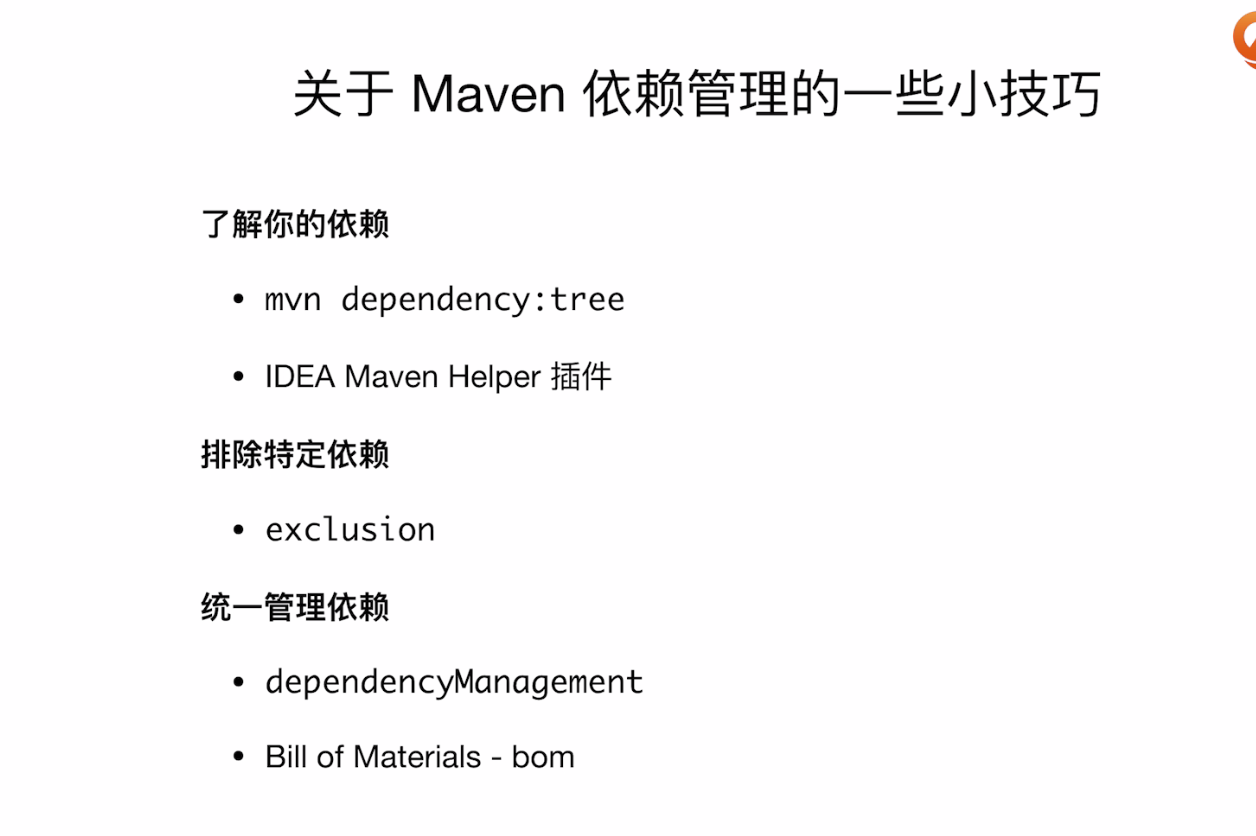 关于 Maven 依赖管理的一些小技巧
了解你的依赖
• mvn dependency:tree
• IDEA Maven Helper 插件
排除特定依赖
• exclusion
统一管理依赖
• dependencyManagement
• Bill of Materials - bom